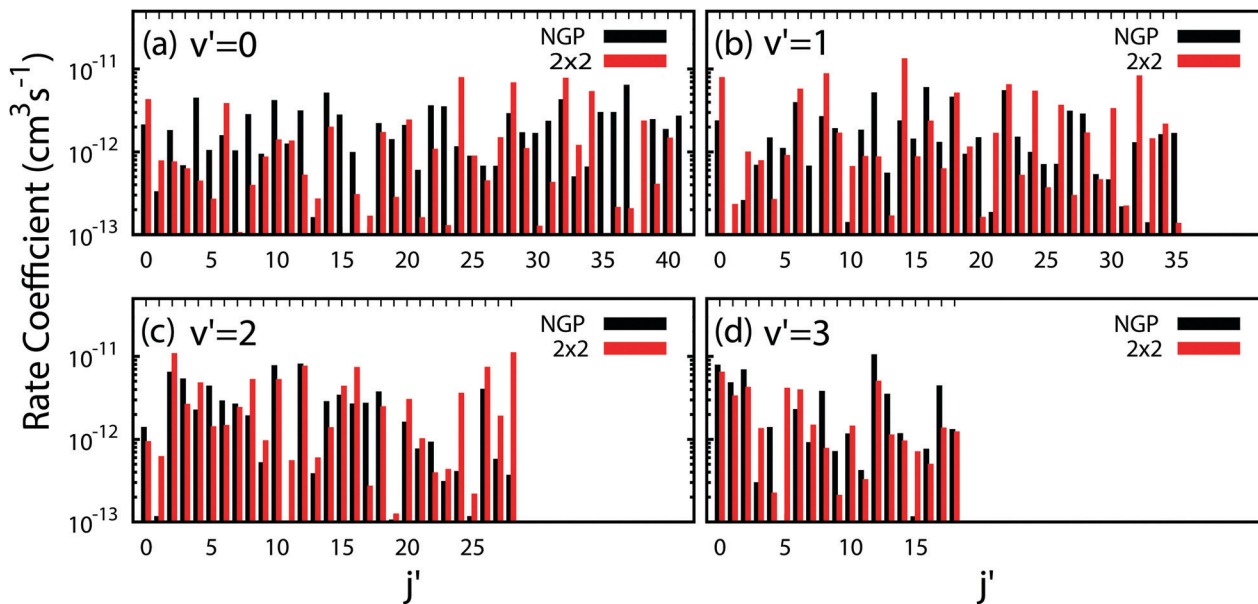 Rate Coefficient (cm³s⁻¹)
(a) v'=0
NGP
2x2
10⁻¹¹
10⁻¹²
10⁻¹³
0 5 10 15 20 25 30 35 40
(b) v'=1
NGP
2x2
0 5 10 15 20 25 30 35
(c) v'=2
NGP
2x2
10⁻¹¹
10⁻¹²
10⁻¹³
0 5 10 15 20 25
j'
(d) v'=3
NGP
2x2
0 5 10 15
j'